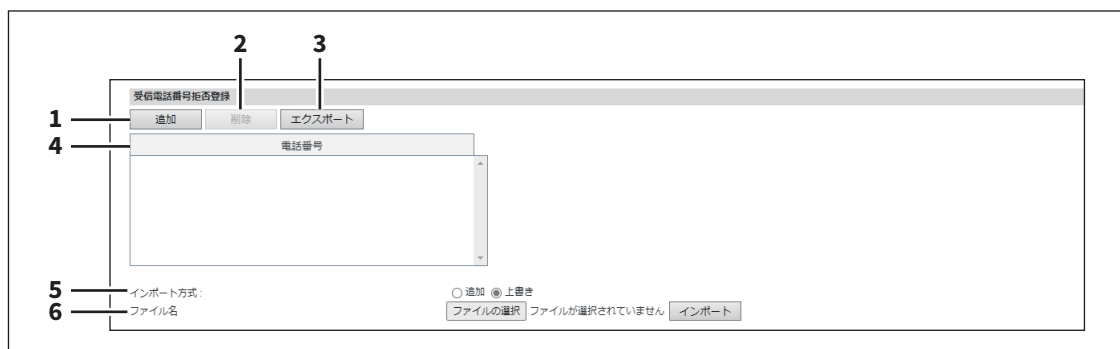 2 3
受信電話番号拒否登録
1 追加 削除 エクスポート
4 電話番号
5 インポート方式 : 追加 上書き
6 ファイル名 ファイルの選択 ファイルが選択されていません インポート